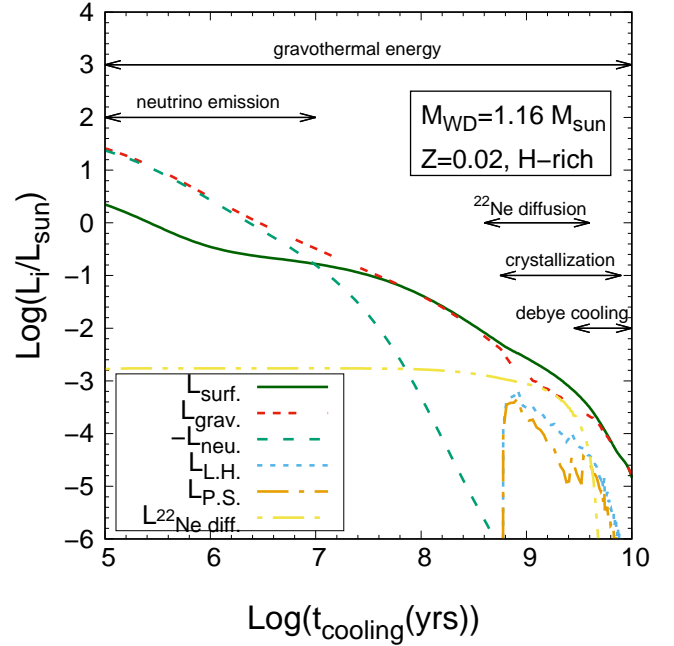 gravothermal energy
neutrino emission
M_WD=1.16 M_sun
Z=0.02, H−rich
²²Ne diffusion
crystallization
debye cooling
L_surf.
L_grav.
−L_neu.
L_L.H.
L_P.S.
L²²Ne diff.
4
3
2
1
0
−1
−2
−3
−4
−5
−6
5
6
7
8
9
10
Log(L_i/L_sun)
Log(t_cooling(yrs))